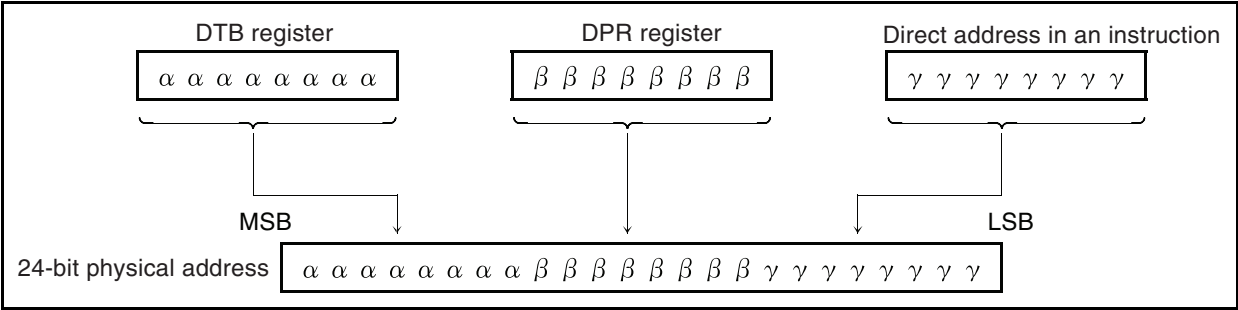 DTB register
DPR register
Direct address in an instruction
α α α α α α α α
β β β β β β β β
γ γ γ γ γ γ γ γ
MSB
LSB
24-bit physical address
α α α α α α α α β β β β β β β β γ γ γ γ γ γ γ γ